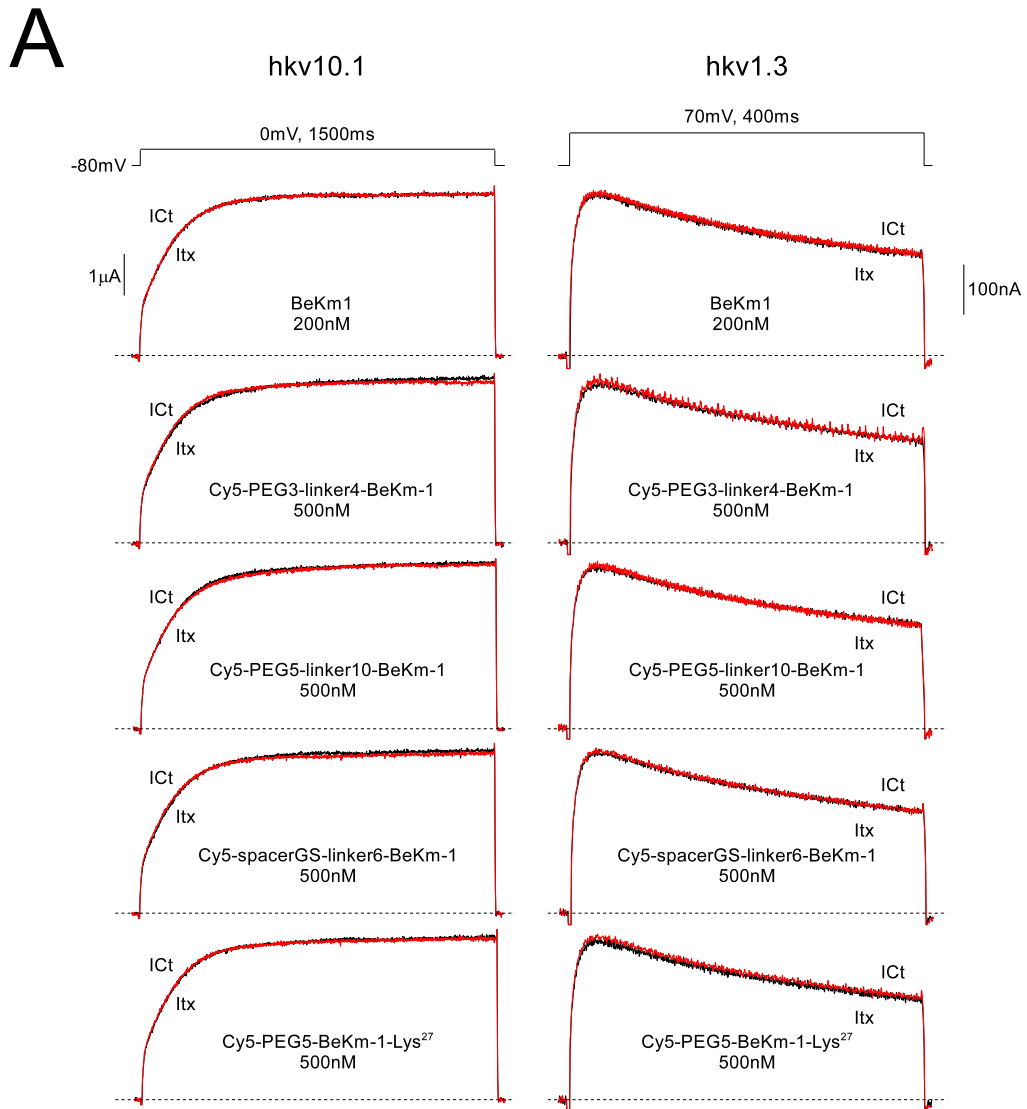 A
hkv10.1
hkv1.3
0mV, 1500ms
70mV, 400ms
-80mV
ICt
Itx
1μA
BeKm1
200nM
ICt
Itx
100nA
BeKm1
200nM
ICt
Itx
Cy5-PEG3-linker4-BeKm-1
500nM
ICt
Itx
Cy5-PEG3-linker4-BeKm-1
500nM
ICt
Itx
Cy5-PEG5-linker10-BeKm-1
500nM
ICt
Itx
Cy5-PEG5-linker10-BeKm-1
500nM
ICt
Itx
Cy5-spacerGS-linker6-BeKm-1
500nM
ICt
Itx
Cy5-spacerGS-linker6-BeKm-1
500nM
ICt
Itx
Cy5-PEG5-BeKm-1-Lys²⁷
500nM
ICt
Itx
Cy5-PEG5-BeKm-1-Lys²⁷
500nM